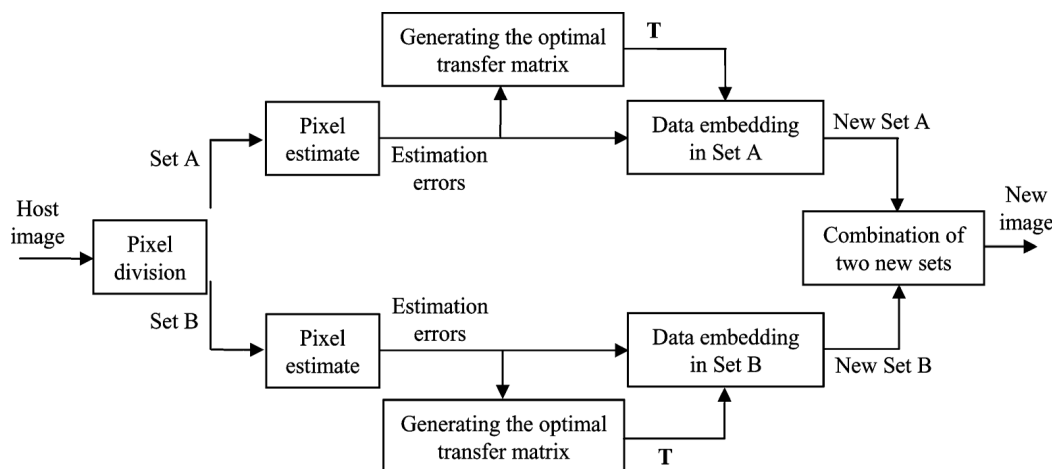 Generating the optimal
transfer matrix
T
Pixel
estimate
Data embedding
in Set A
New Set A
Set A
Estimation
errors
Host
image
Pixel
division
Combination of
two new sets
New
image
Set B
Estimation
errors
Pixel
estimate
Data embedding
in Set B
New Set B
Generating the optimal
transfer matrix
T